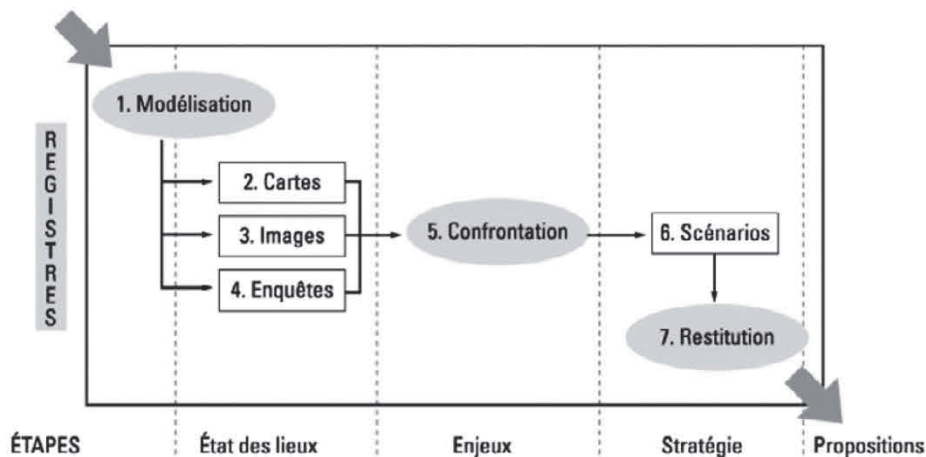 1. Modélisation
REGISTRES
2. Cartes
3. Images
4. Enquêtes
5. Confrontation
6. Scénarios
7. Restitution
ÉTAPES
État des lieux
Enjeux
Stratégie
Propositions